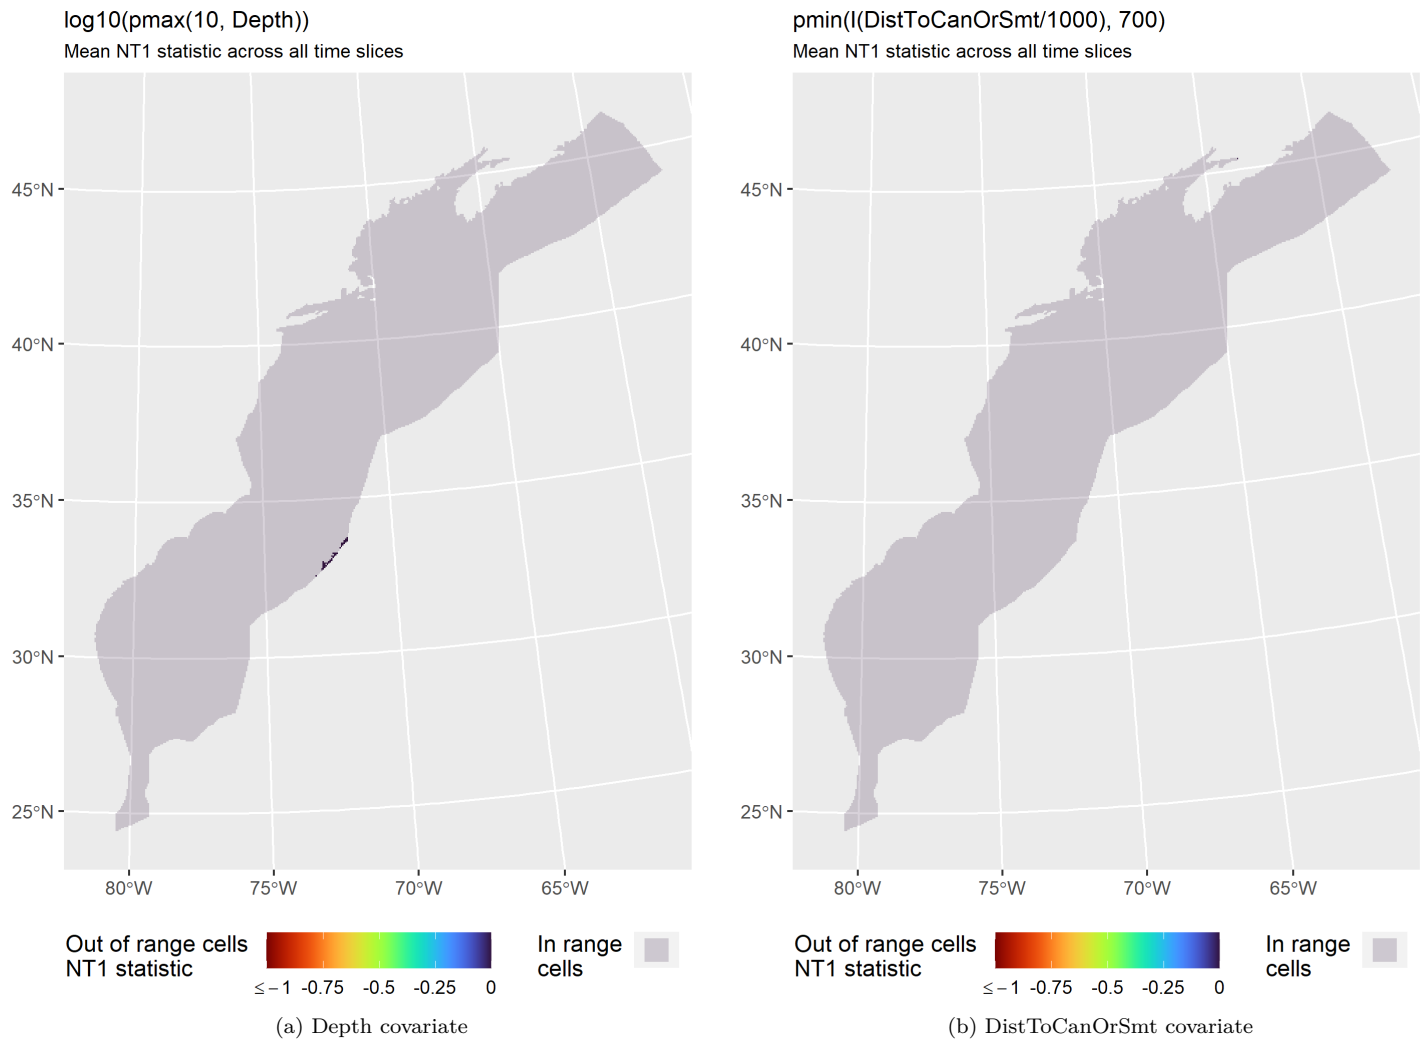 log10(pmax(10, Depth))
Mean NT1 statistic across all time slices
45°N
40°N
35°N
30°N
25°N
80°W
75°W
70°W
65°W
Out of range cells
NT1 statistic
≤ − 1
-0.75
-0.5
-0.25
0
In range
cells
(a) Depth covariate
pmin(I(DistToCanOrSmt/1000), 700)
Mean NT1 statistic across all time slices
45°N
40°N
35°N
30°N
25°N
80°W
75°W
70°W
65°W
Out of range cells
NT1 statistic
≤ − 1
-0.75
-0.5
-0.25
0
In range
cells
(b) DistToCanOrSmt covariate